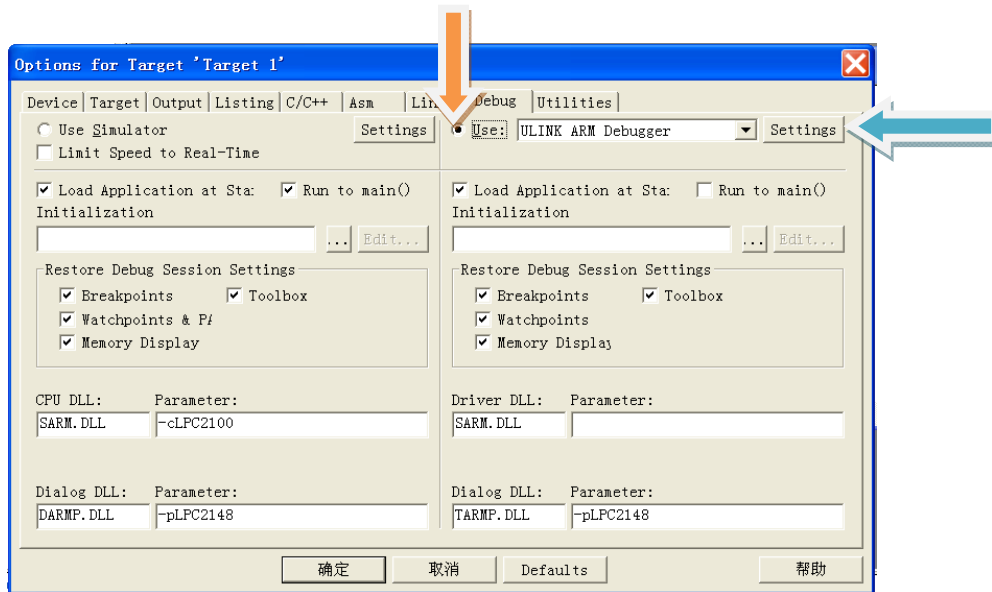 Options for Target 'Target 1'
Device Target Output Listing C/C++ Asm Lin Debug Utilities
Use Simulator Settings Use: ULINK ARM Debugger Settings
Limit Speed to Real-Time
Load Application at Sta: Run to main() Load Application at Sta: Run to main()
Initialization Initialization
... Edit... ... Edit...
Restore Debug Session Settings Restore Debug Session Settings
Breakpoints Toolbox Breakpoints Toolbox
Watchpoints & PA Watchpoints
Memory Display Memory Display
CPU DLL: Parameter: Driver DLL: Parameter:
SARM.DLL -cLPC2100 SARM.DLL
Dialog DLL: Parameter: Dialog DLL: Parameter:
DARMP.DLL -pLPC2148 TARMP.DLL -pLPC2148
确定 取消 Defaults 帮助